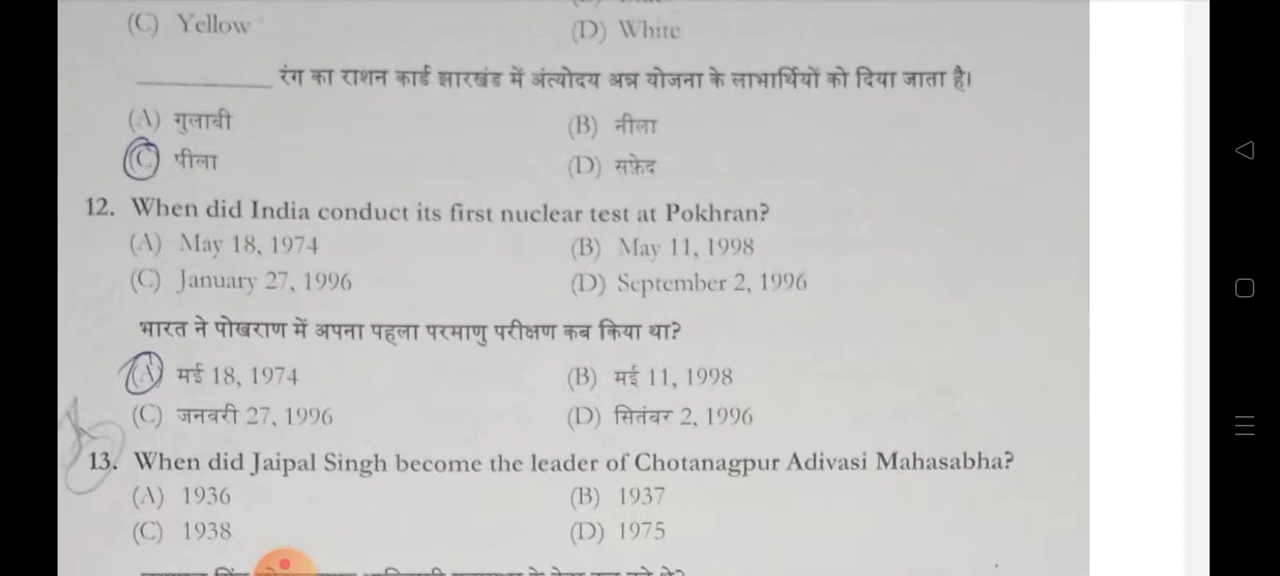 (C) Yellow (D) White
__________ रंग का राशन कार्ड झारखंड में अंत्योदय अन्न योजना के लाभार्थियों को दिया जाता है।
(A) गुलाबी (B) नीला
(C) पीला (D) सफ़ेद
12. When did India conduct its first nuclear test at Pokhran?
(A) May 18, 1974 (B) May 11, 1998
(C) January 27, 1996 (D) September 2, 1996
भारत ने पोखराण में अपना पहला परमाणु परीक्षण कब किया था?
(A) मई 18, 1974 (B) मई 11, 1998
(C) जनवरी 27, 1996 (D) सितंबर 2, 1996
13. When did Jaipal Singh become the leader of Chotanagpur Adivasi Mahasabha?
(A) 1936 (B) 1937
(C) 1938 (D) 1975